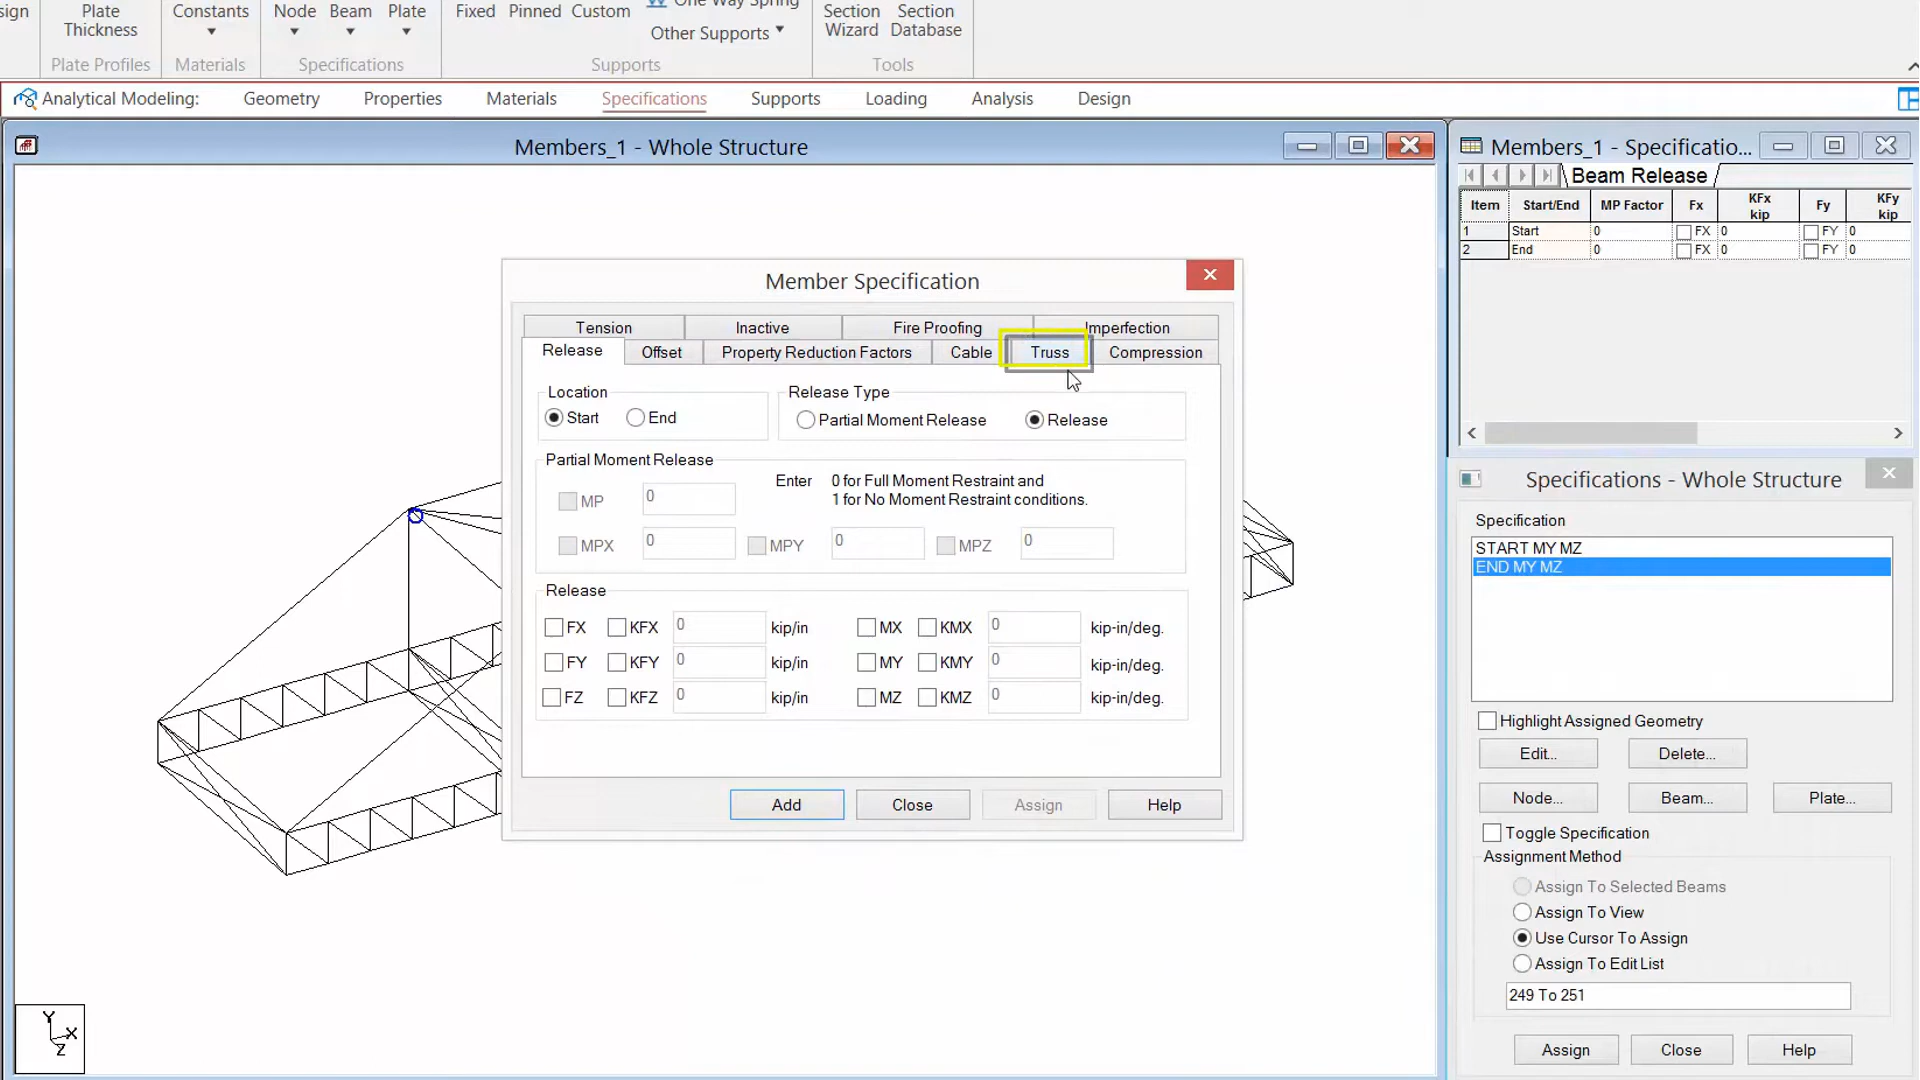 sign
Plate
Thickness
Constants
Node
Beam
Plate
Fixed
Pinned
Custom
One Way Spring
Other Supports
Section
Wizard
Section
Database
Plate Profiles
Materials
Specifications
Supports
Tools
Analytical Modeling:
Geometry
Properties
Materials
Specifications
Supports
Loading
Analysis
Design
Members_1 - Whole Structure
Members_1 - Specificatio...
Beam Release
Item Start/End MP Factor Fx KFx kip Fy KFy kip
1 Start 0 FX 0 FY 0
2 End 0 FX 0 FY 0
Member Specification
Tension Inactive Fire Proofing Imperfection
Release Offset Property Reduction Factors Cable Truss Compression
Location
Start End
Release Type
Partial Moment Release Release
Partial Moment Release
Enter 0 for Full Moment Restraint and
1 for No Moment Restraint conditions.
MP 0
MPX 0 MPY 0 MPZ 0
Release
FX KFX 0 kip/in MX KMX 0 kip-in/deg.
FY KFY 0 kip/in MY KMY 0 kip-in/deg.
FZ KFZ 0 kip/in MZ KMZ 0 kip-in/deg.
Add Close Assign Help
Specifications - Whole Structure
Specification
START MY MZ
END MY MZ
Highlight Assigned Geometry
Edit... Delete...
Node... Beam... Plate...
Toggle Specification
Assignment Method
Assign To Selected Beams
Assign To View
Use Cursor To Assign
Assign To Edit List
249 To 251
Assign Close Help
Y
X
Z